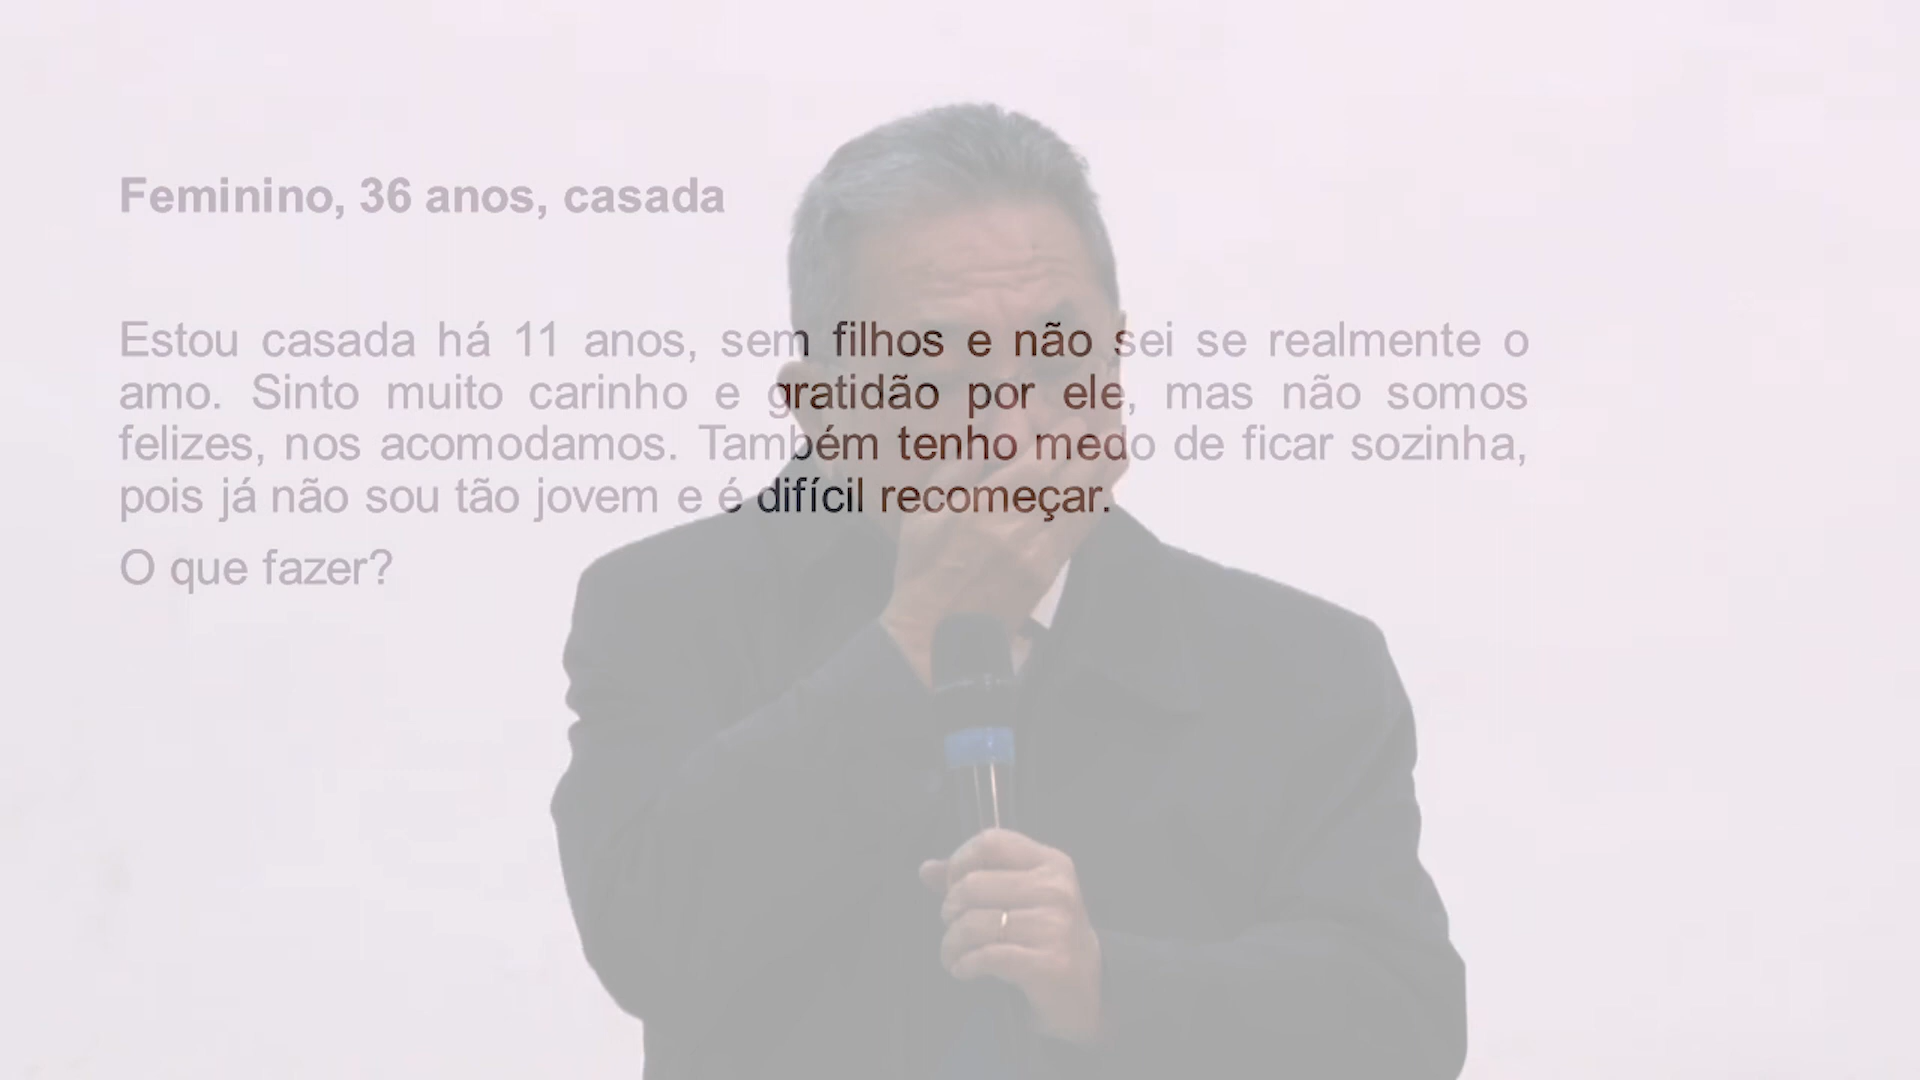 Feminino, 36 anos, casada
Estou casada há 11 anos, sem filhos e não sei se realmente o
amo. Sinto muito carinho e gratidão por ele, mas não somos
felizes, nos acomodamos. Também tenho medo de ficar sozinha,
pois já não sou tão jovem e é difícil recomeçar.
O que fazer?